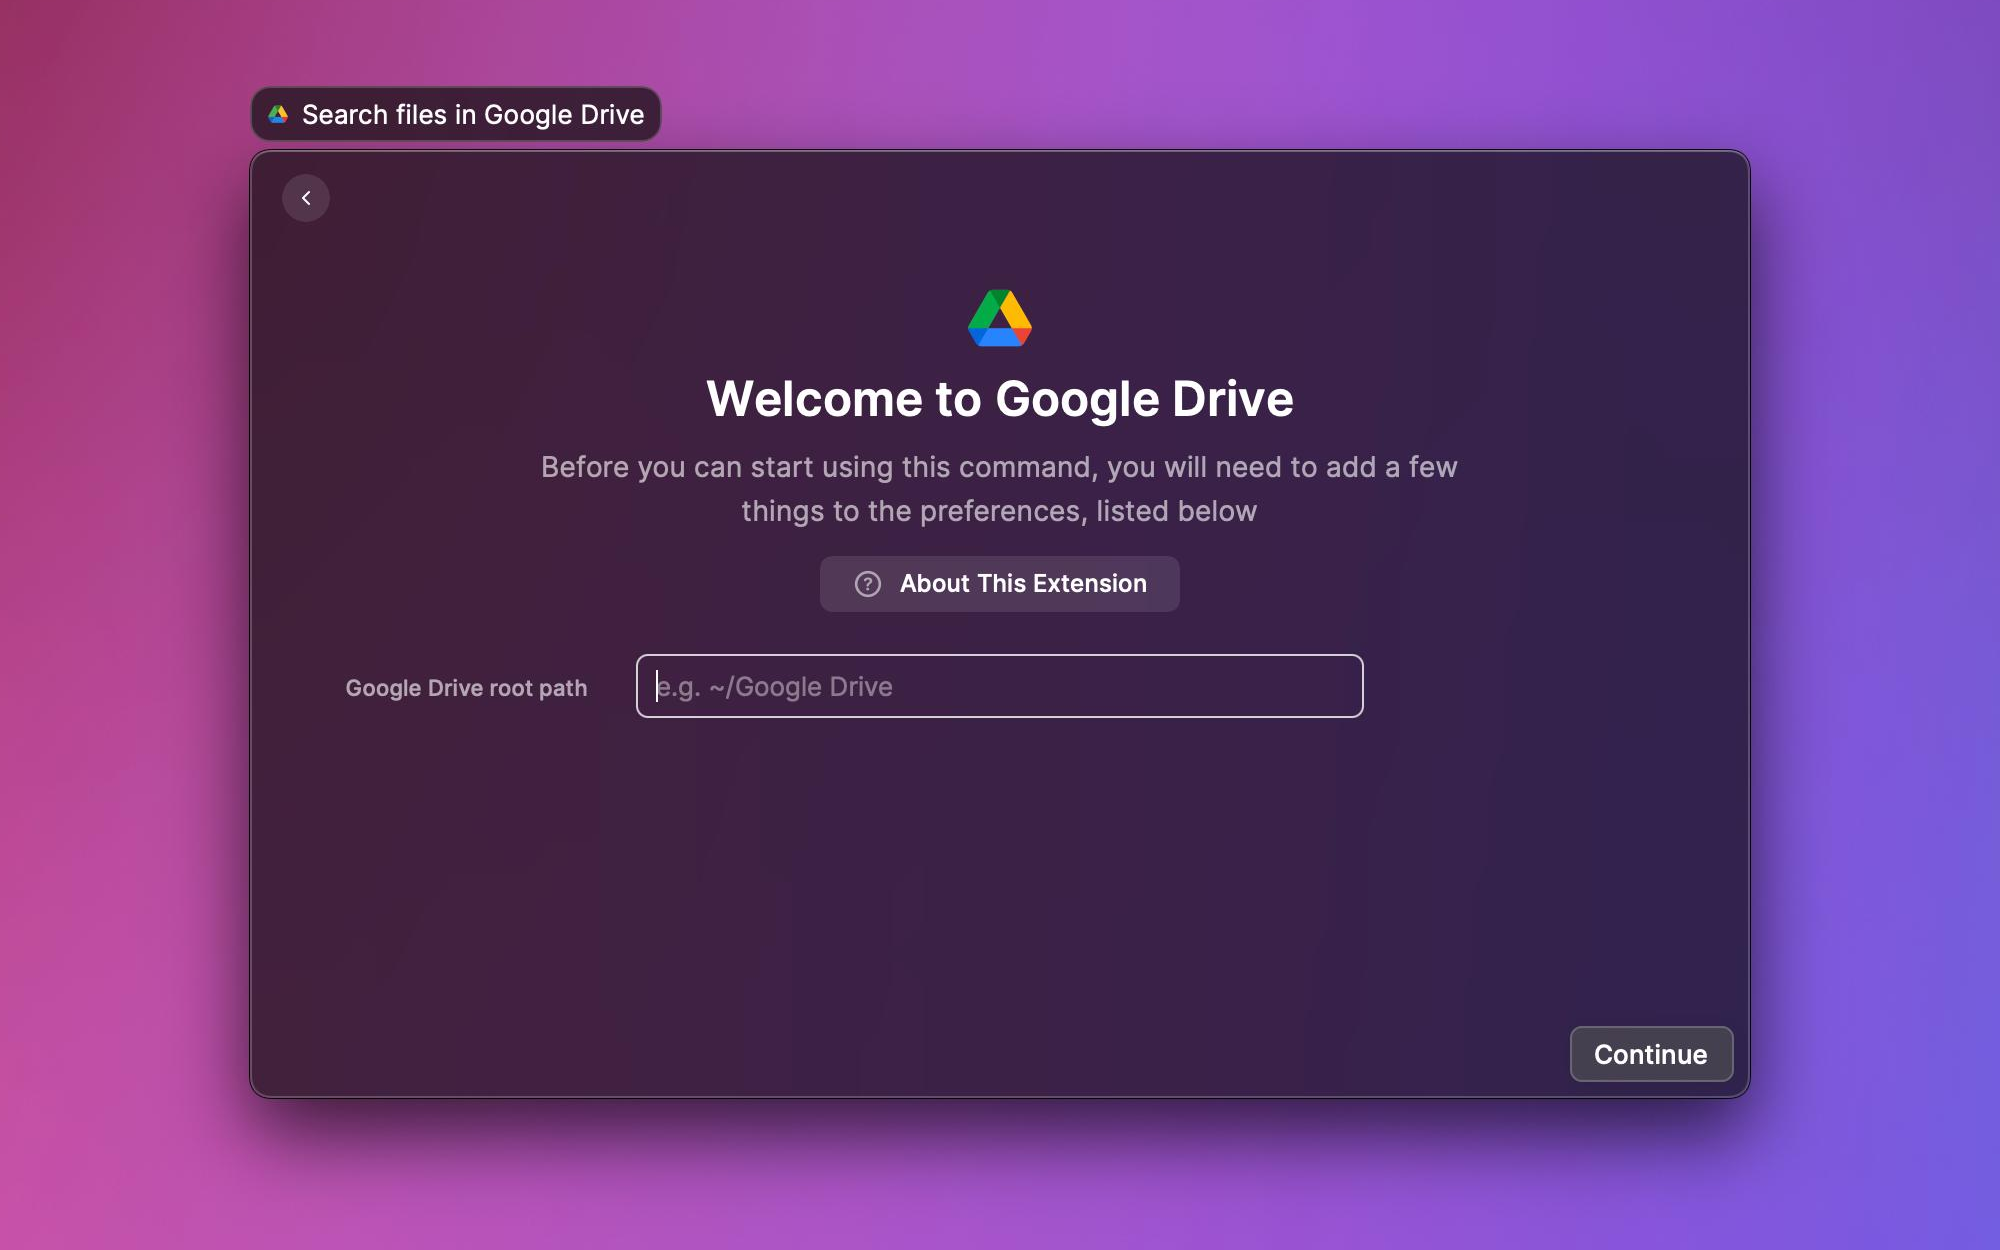 Search files in Google Drive
Welcome to Google Drive
Before you can start using this command, you will need to add a few
things to the preferences, listed below
About This Extension
Google Drive root path
e.g. ~/Google Drive
Continue